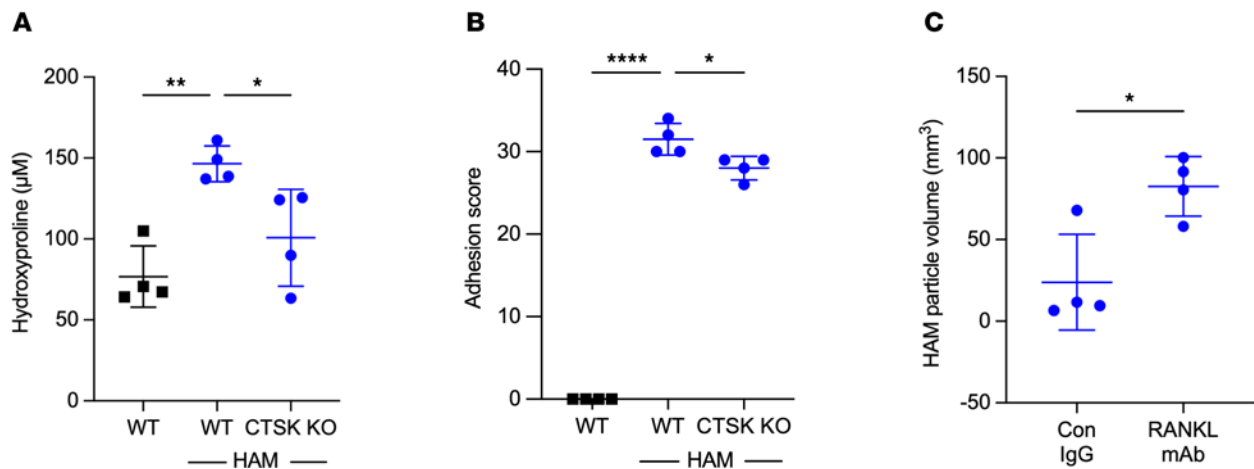 A
Hydroxyproline (µM)
200
150
100
50
0
** *
WT WT CTSK KO
HAM
B
Adhesion score
40
30
20
10
0
**** *
WT WT CTSK KO
HAM
C
HAM particle volume (mm³)
150
100
50
0
-50
*
Con IgG
RANKL mAb